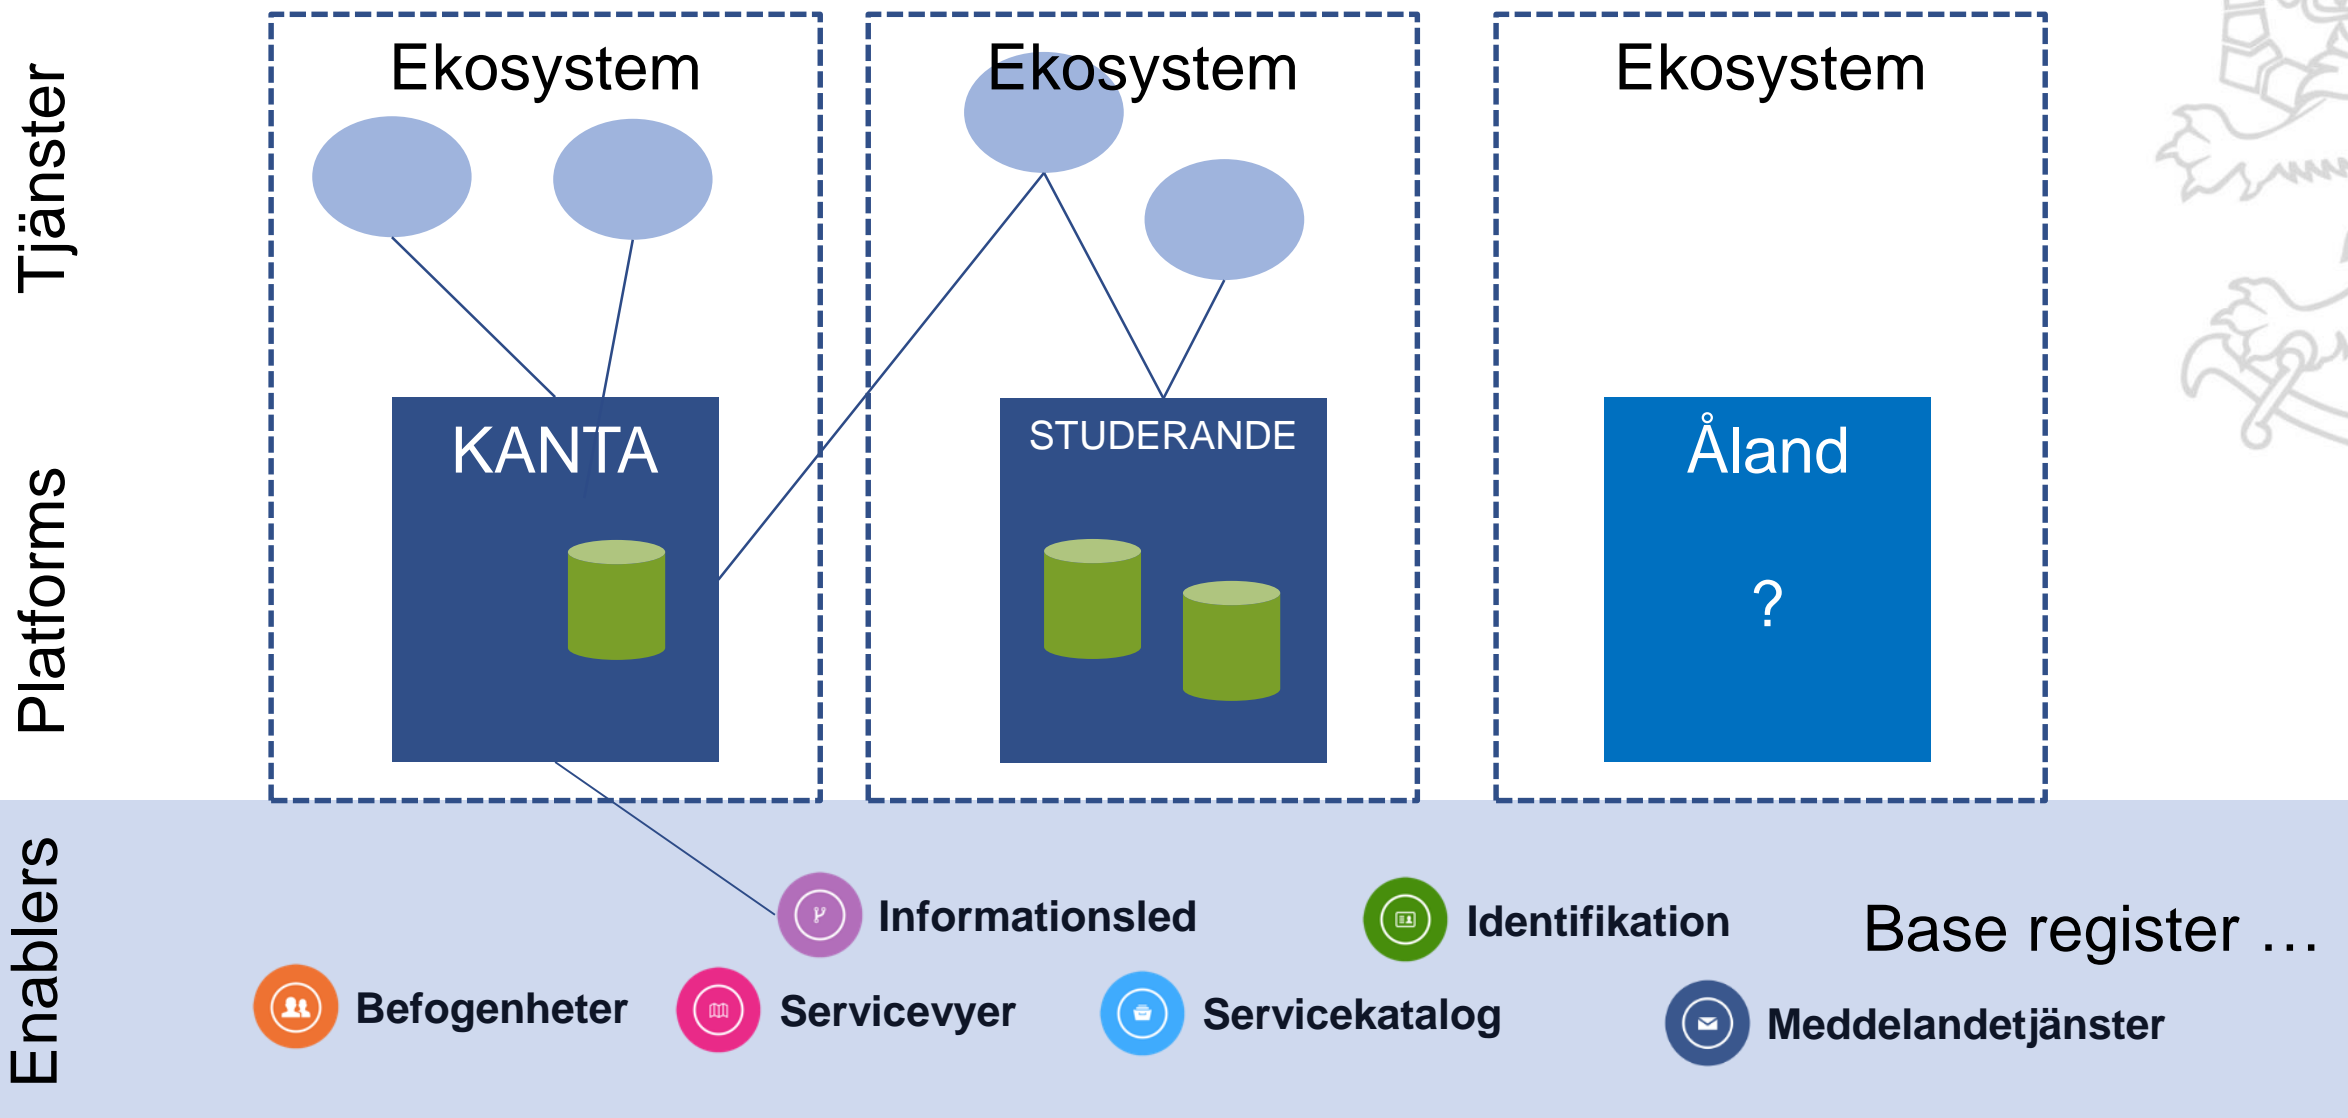 Tjänster
Ekosystem
Ekosystem
Ekosystem
Platforms
KANTA
STUDERANDE
Åland
?
Enablers
Informationsled
Identifikation
Base register …
Befogenheter
Servicevyer
Servicekatalog
Meddelandetjänster